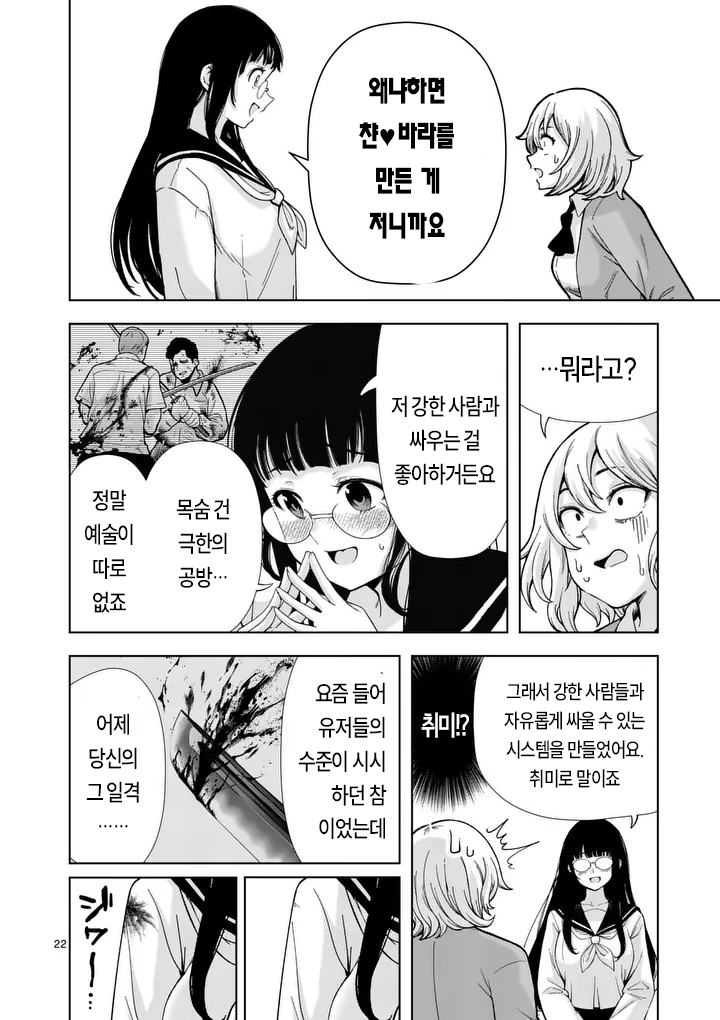 왜냐하면
챤♥바라를
만든 게
저니까요
…뭐라고?
저 강한 사람과
싸우는 걸
좋아하거든요
목숨 건
극한의
공방…
정말
예술이
따로
없죠
그래서 강한 사람들과
자유롭게 싸울 수 있는
시스템을 만들었어요.
취미로 말이죠
취미!?
요즘 들어
유저들의
수준이 시시
하던 참
이었는데
어제
당신의
그 일격
……
ジワ〜…
22